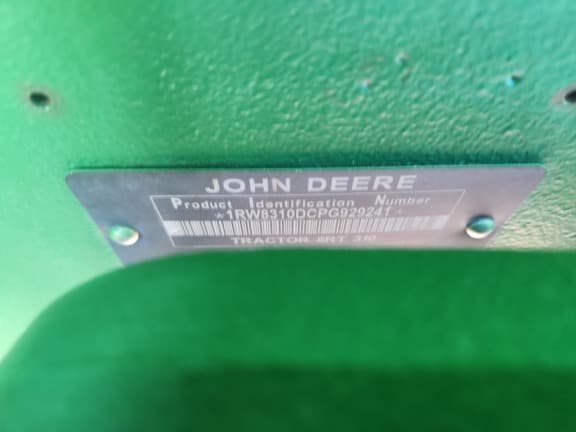 JOHN DEERE
Product Identification Number
*1RW8310DCPG929241*
TRACTOR 8RT 310